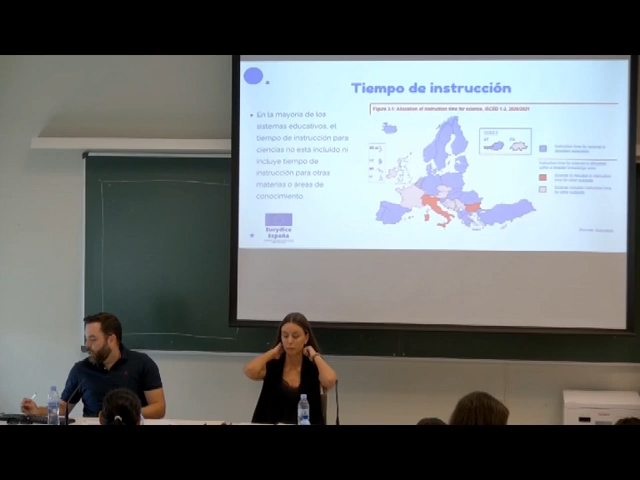 Tiempo de instrucción
• En la mayoría de los
sistemas educativos, el
tiempo de instrucción para
ciencias no está incluido ni
incluye tiempo de
instrucción para otras
materias o áreas de
conocimiento.
Figure 3.1: Allocation of instruction time for science, ISCED 1-2, 2020/2021
Eurydice
España